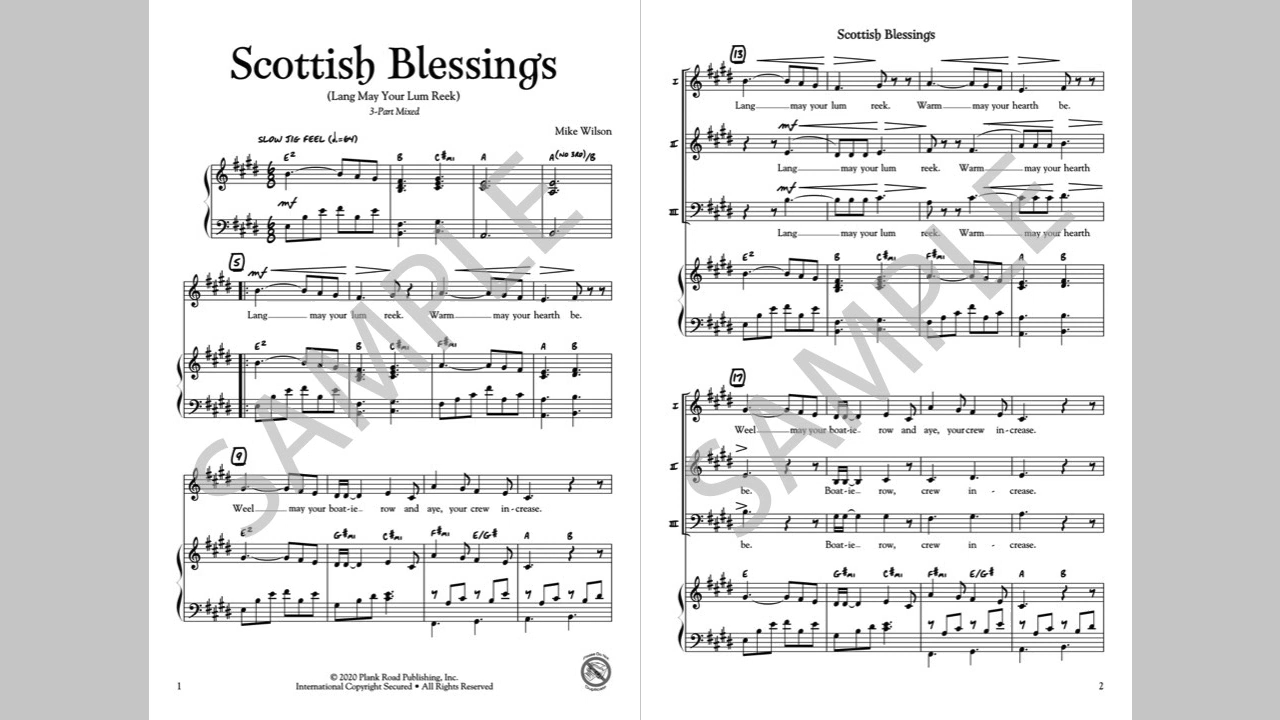 Scottish Blessings
(Lang May Your Lum Reek)
3-Part Mixed
Mike Wilson
SLOW JIG FEEL (♩.=64)
E2 B C#mi A A(NO 3RD)/B
mf
5
mf
Lang may your lum reek. Warm may your hearth be.
E2 B C#mi F#mi A B
9
Weel may your boat-ie row and aye, your crew in-crease.
E2 G#mi C#mi F#mi E/G# A B
© 2020 Plank Road Publishing, Inc.
International Copyright Secured • All Rights Reserved
1
Scottish Blessings
13
I
Lang may your lum reek. Warm may your hearth be.
mf
II
Lang may your lum reek. Warm may your hearth
mf
III
Lang may your lum reek. Warm may your hearth
E2 B C#mi F#mi A B
17
I
Weel may your boat-ie row and aye, your crew in-crease.
II
be. Boat-ie row, crew in - crease.
III
be. Boat-ie row, crew in - crease.
E G#mi C#mi F#mi E/G# A B
2
SAMPLE
SAMPLE